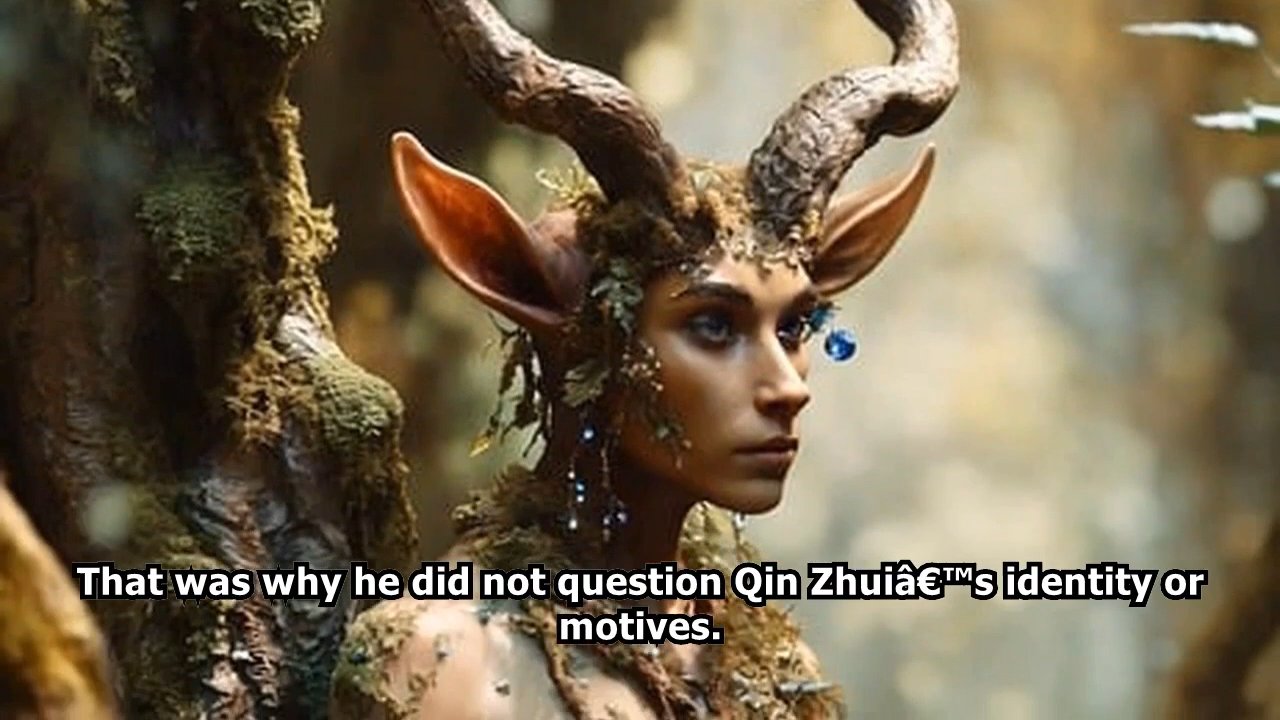 That was why he did not question Qin Zhuiâ€™s identity or
motives.